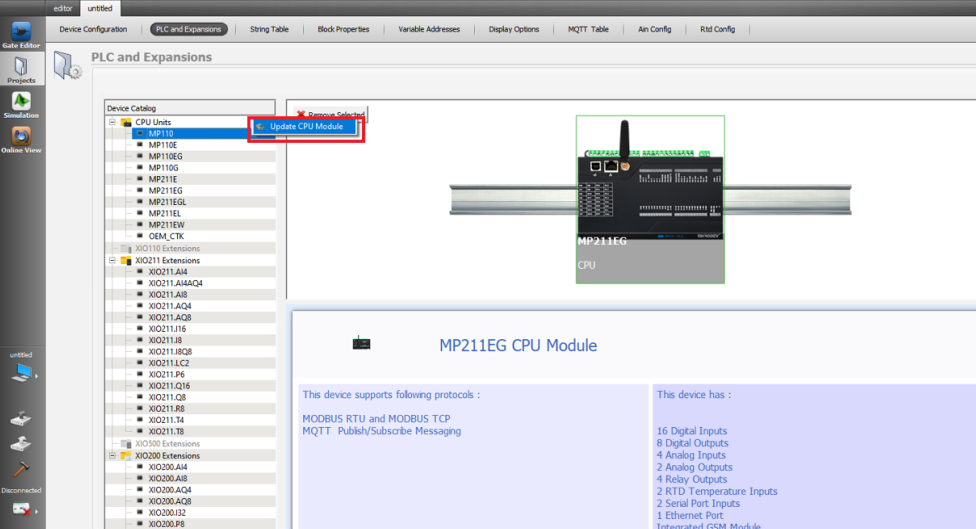 editor
untitled
Device Configuration
PLC and Expansions
String Table
Block Properties
Variable Addresses
Display Options
MQTT Table
Ain Config
Rtd Config
Gate Editor
Projects
Simulation
Online View
untitled
Disconnected
PLC and Expansions
Device Catalog
CPU Units
MP110
MP110E
MP110EG
MP110G
MP211E
MP211EG
MP211EGL
MP211EL
MP211EW
OEM_CTK
XIO110 Extensions
XIO211 Extensions
XIO211.AI4
XIO211.AI4AQ4
XIO211.AI8
XIO211.AQ4
XIO211.AQ8
XIO211.I16
XIO211.I8
XIO211.I8Q8
XIO211.LC2
XIO211.P6
XIO211.Q16
XIO211.Q8
XIO211.R8
XIO211.T4
XIO211.T8
XIO500 Extensions
XIO200 Extensions
XIO200.AI4
XIO200.AI8
XIO200.AQ4
XIO200.AQ8
XIO200.I32
XIO200.P8
Remove Selected
Update CPU Module
MP211EG
CPU
MP211EG CPU Module
This device supports following protocols :
MODBUS RTU and MODBUS TCP
MQTT Publish/Subscribe Messaging
This device has :
16 Digital Inputs
8 Digital Outputs
4 Analog Inputs
2 Analog Outputs
4 Relay Outputs
2 RTD Temperature Inputs
2 Serial Port Inputs
1 Ethernet Port
Integrated GSM Module